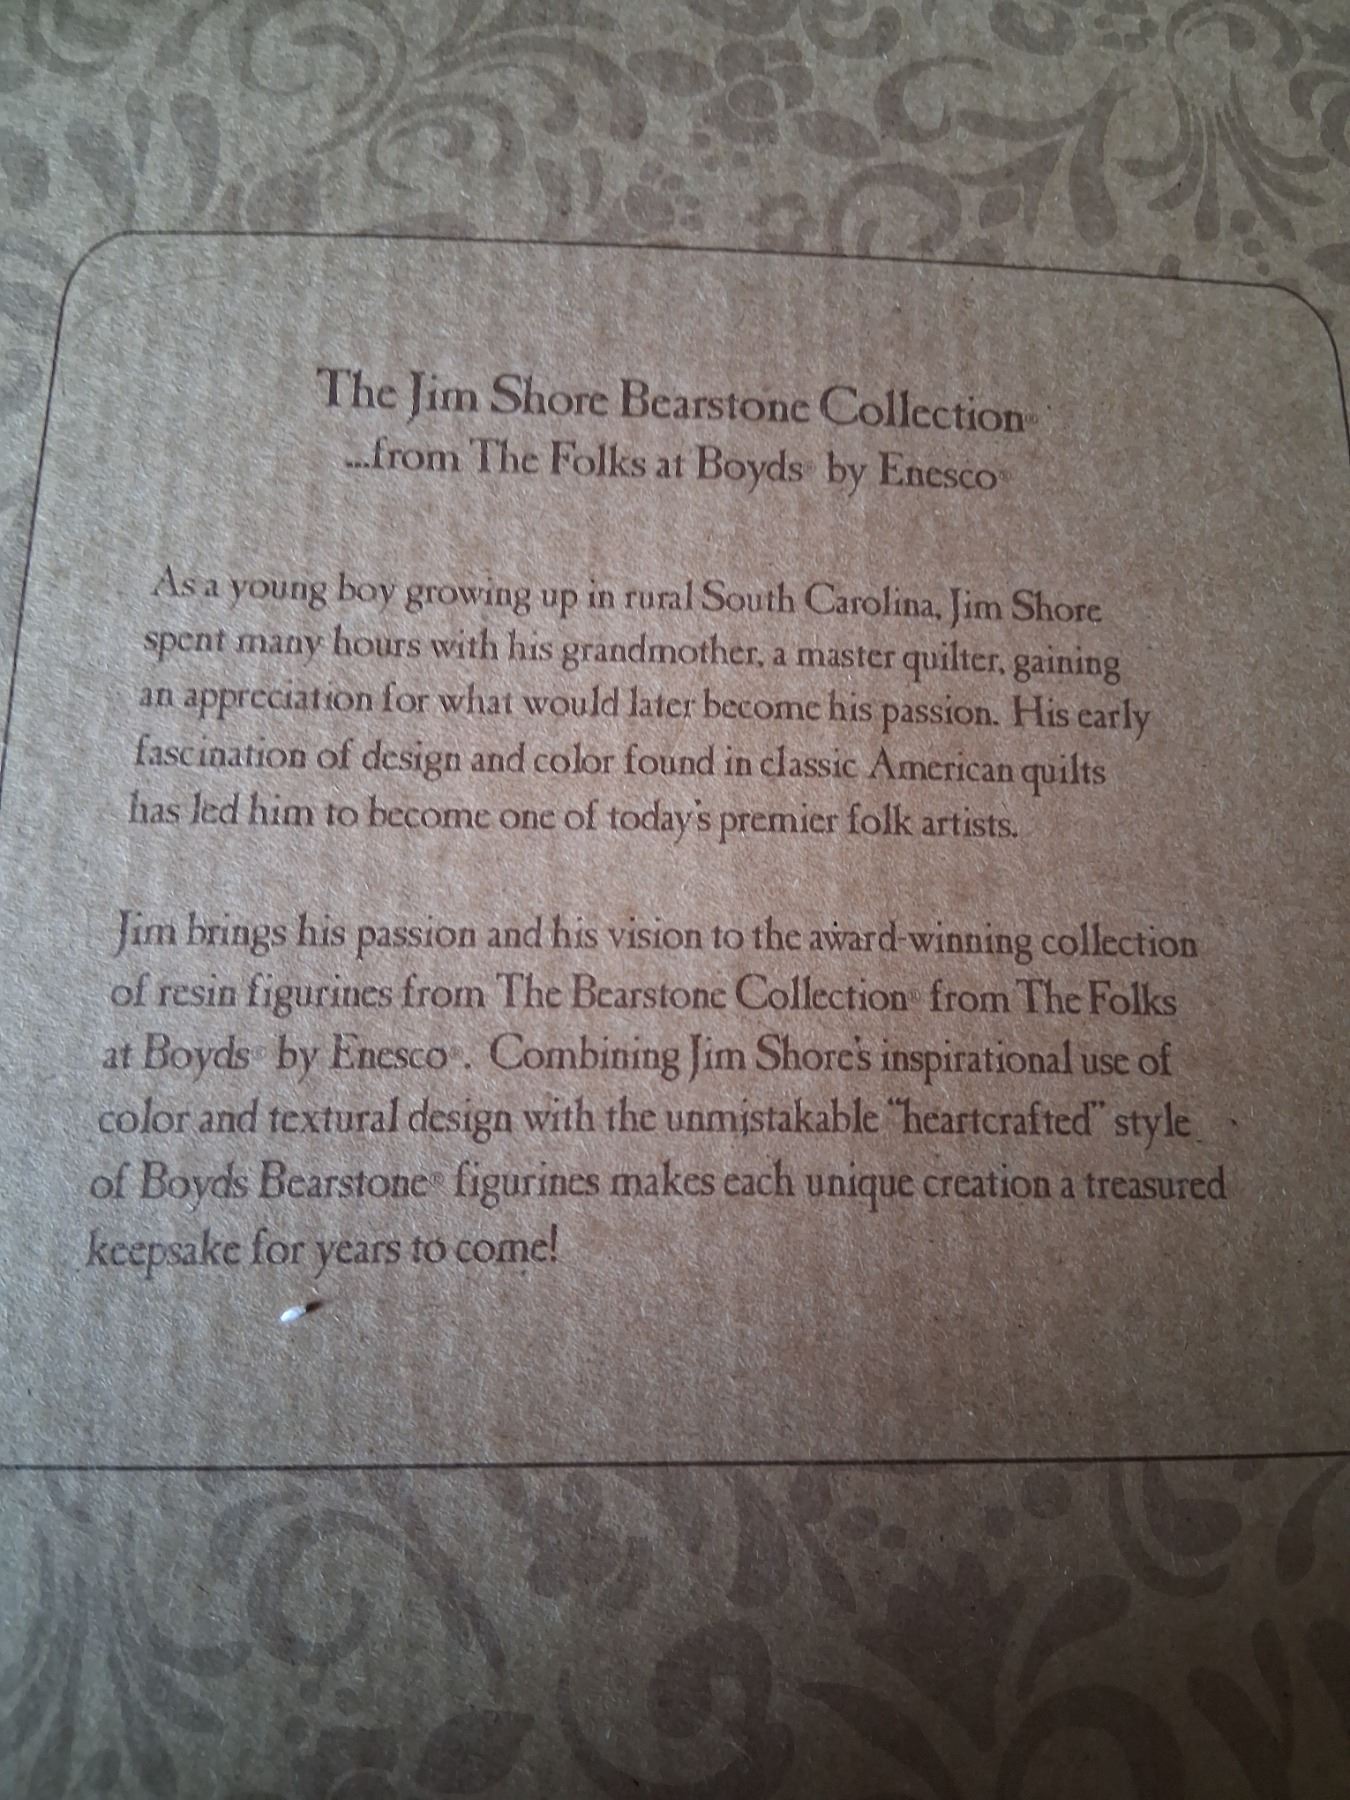 The Jim Shore Bearstone Collection®
...from The Folks at Boyds® by Enesco®
As a young boy growing up in rural South Carolina, Jim Shore
spent many hours with his grandmother, a master quilter, gaining
an appreciation for what would later become his passion. His early
fascination of design and color found in classic American quilts
has led him to become one of today's premier folk artists.
Jim brings his passion and his vision to the award-winning collection
of resin figurines from The Bearstone Collection® from The Folks
at Boyds® by Enesco®. Combining Jim Shore's inspirational use of
color and textural design with the unmistakable "heartcrafted" style
of Boyds Bearstone® figurines makes each unique creation a treasured
keepsake for years to come!